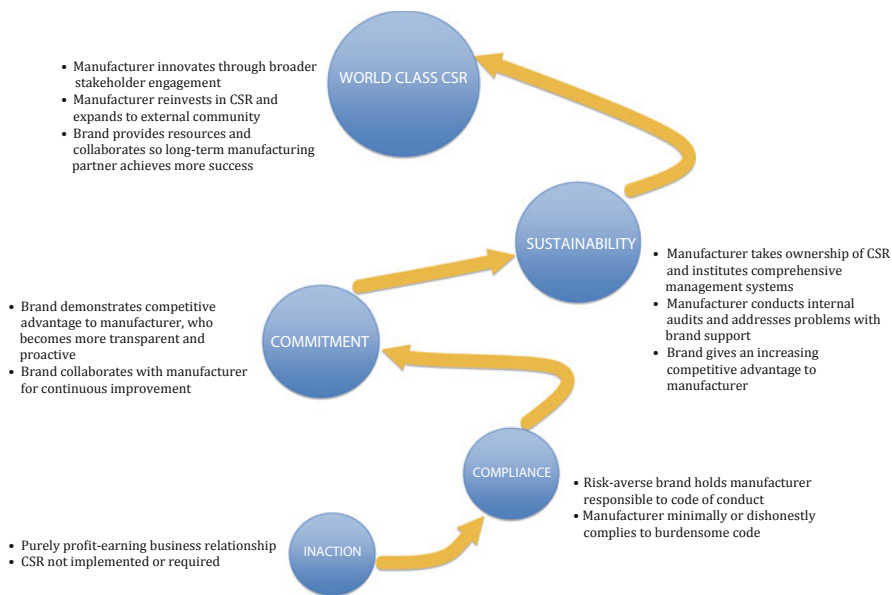 WORLD CLASS CSR
• Manufacturer innovates through broader
stakeholder engagement
• Manufacturer reinvests in CSR and
expands to external community
• Brand provides resources and
collaborates so long-term manufacturing
partner achieves more success
SUSTAINABILITY
• Manufacturer takes ownership of CSR
and institutes comprehensive
management systems
• Manufacturer conducts internal
audits and addresses problems with
brand support
• Brand gives an increasing
competitive advantage to
manufacturer
COMMITMENT
• Brand demonstrates competitive
advantage to manufacturer, who
becomes more transparent and
proactive
• Brand collaborates with manufacturer
for continuous improvement
COMPLIANCE
• Risk-averse brand holds manufacturer
responsible to code of conduct
• Manufacturer minimally or dishonestly
complies to burdensome code
INACTION
• Purely profit-earning business relationship
• CSR not implemented or required